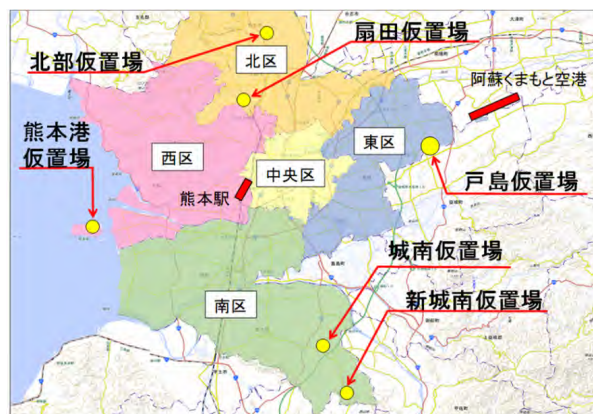 扇田仮置場
北部仮置場
北区
阿蘇くまもと空港
熊本港
仮置場
西区
東区
中央区
戸島仮置場
熊本駅
城南仮置場
南区
新城南仮置場